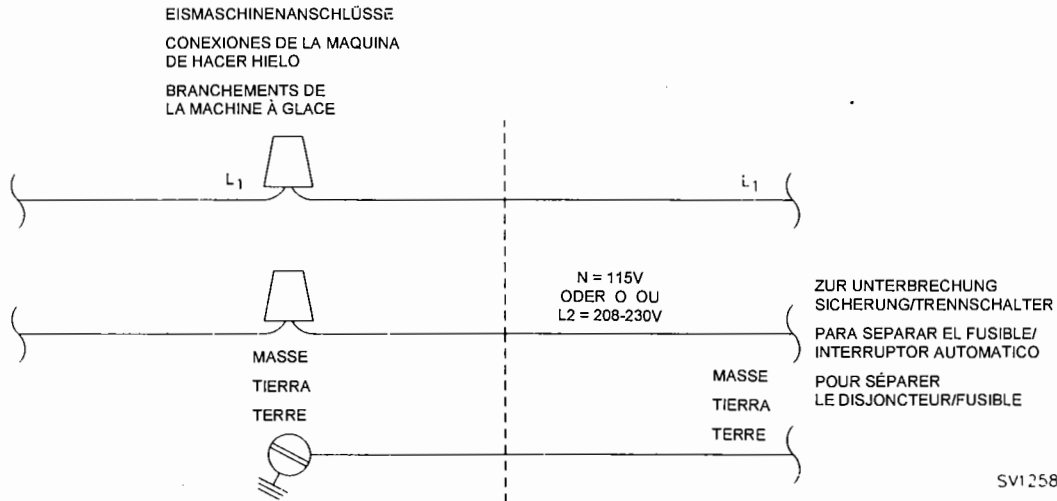 EISMASCHINENANSCHLÜSSE
CONEXIONES DE LA MAQUINA
DE HACER HIELO
BRANCHEMENTS DE
LA MACHINE À GLACE
L1
L1
N = 115V
ODER O OU
L2 = 208-230V
ZUR UNTERBRECHUNG
SICHERUNG/TRENNSCHALTER
PARA SEPARAR EL FUSIBLE/
INTERRUPTOR AUTOMATICO
POUR SÉPARER
LE DISJONCTEUR/FUSIBLE
MASSE
TIERRA
TERRE
MASSE
TIERRA
TERRE
SV1258